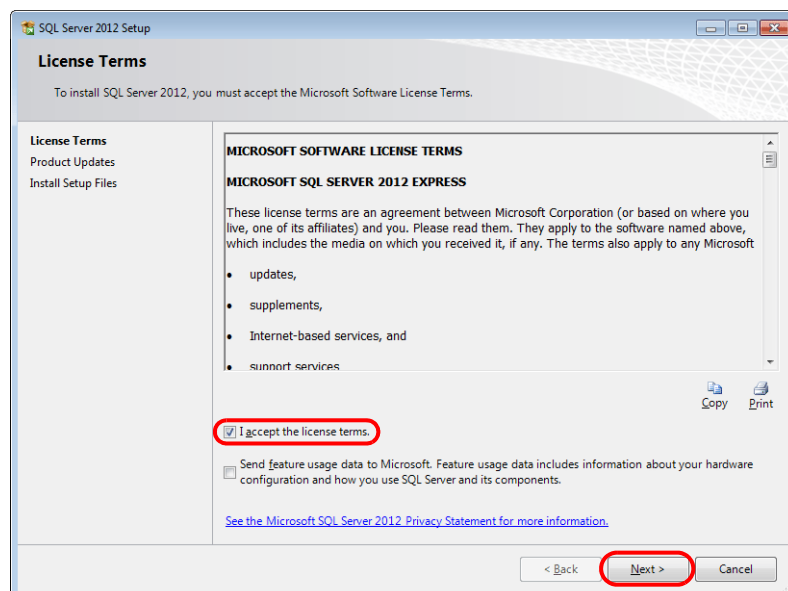 SQL Server 2012 Setup
License Terms
To install SQL Server 2012, you must accept the Microsoft Software License Terms.
License Terms
Product Updates
Install Setup Files
MICROSOFT SOFTWARE LICENSE TERMS
MICROSOFT SQL SERVER 2012 EXPRESS
These license terms are an agreement between Microsoft Corporation (or based on where you
live, one of its affiliates) and you. Please read them. They apply to the software named above,
which includes the media on which you received it, if any. The terms also apply to any Microsoft
• updates,
• supplements,
• Internet-based services, and
• support services
Copy Print
I accept the license terms.
Send feature usage data to Microsoft. Feature usage data includes information about your hardware
configuration and how you use SQL Server and its components.
See the Microsoft SQL Server 2012 Privacy Statement for more information.
< Back Next > Cancel